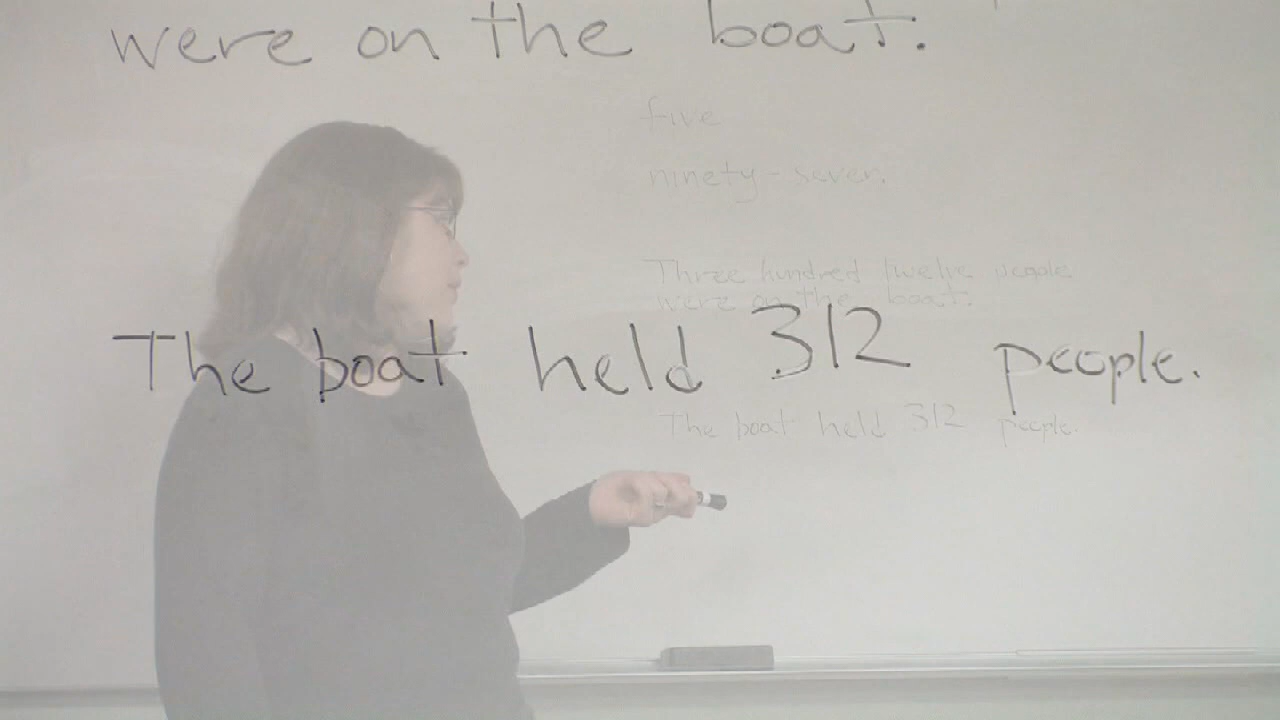 were on the boat.
five
ninety-seven.
Three hundred twelve people
were on the boat.
The boat held 312 people.
The boat held 312 people.